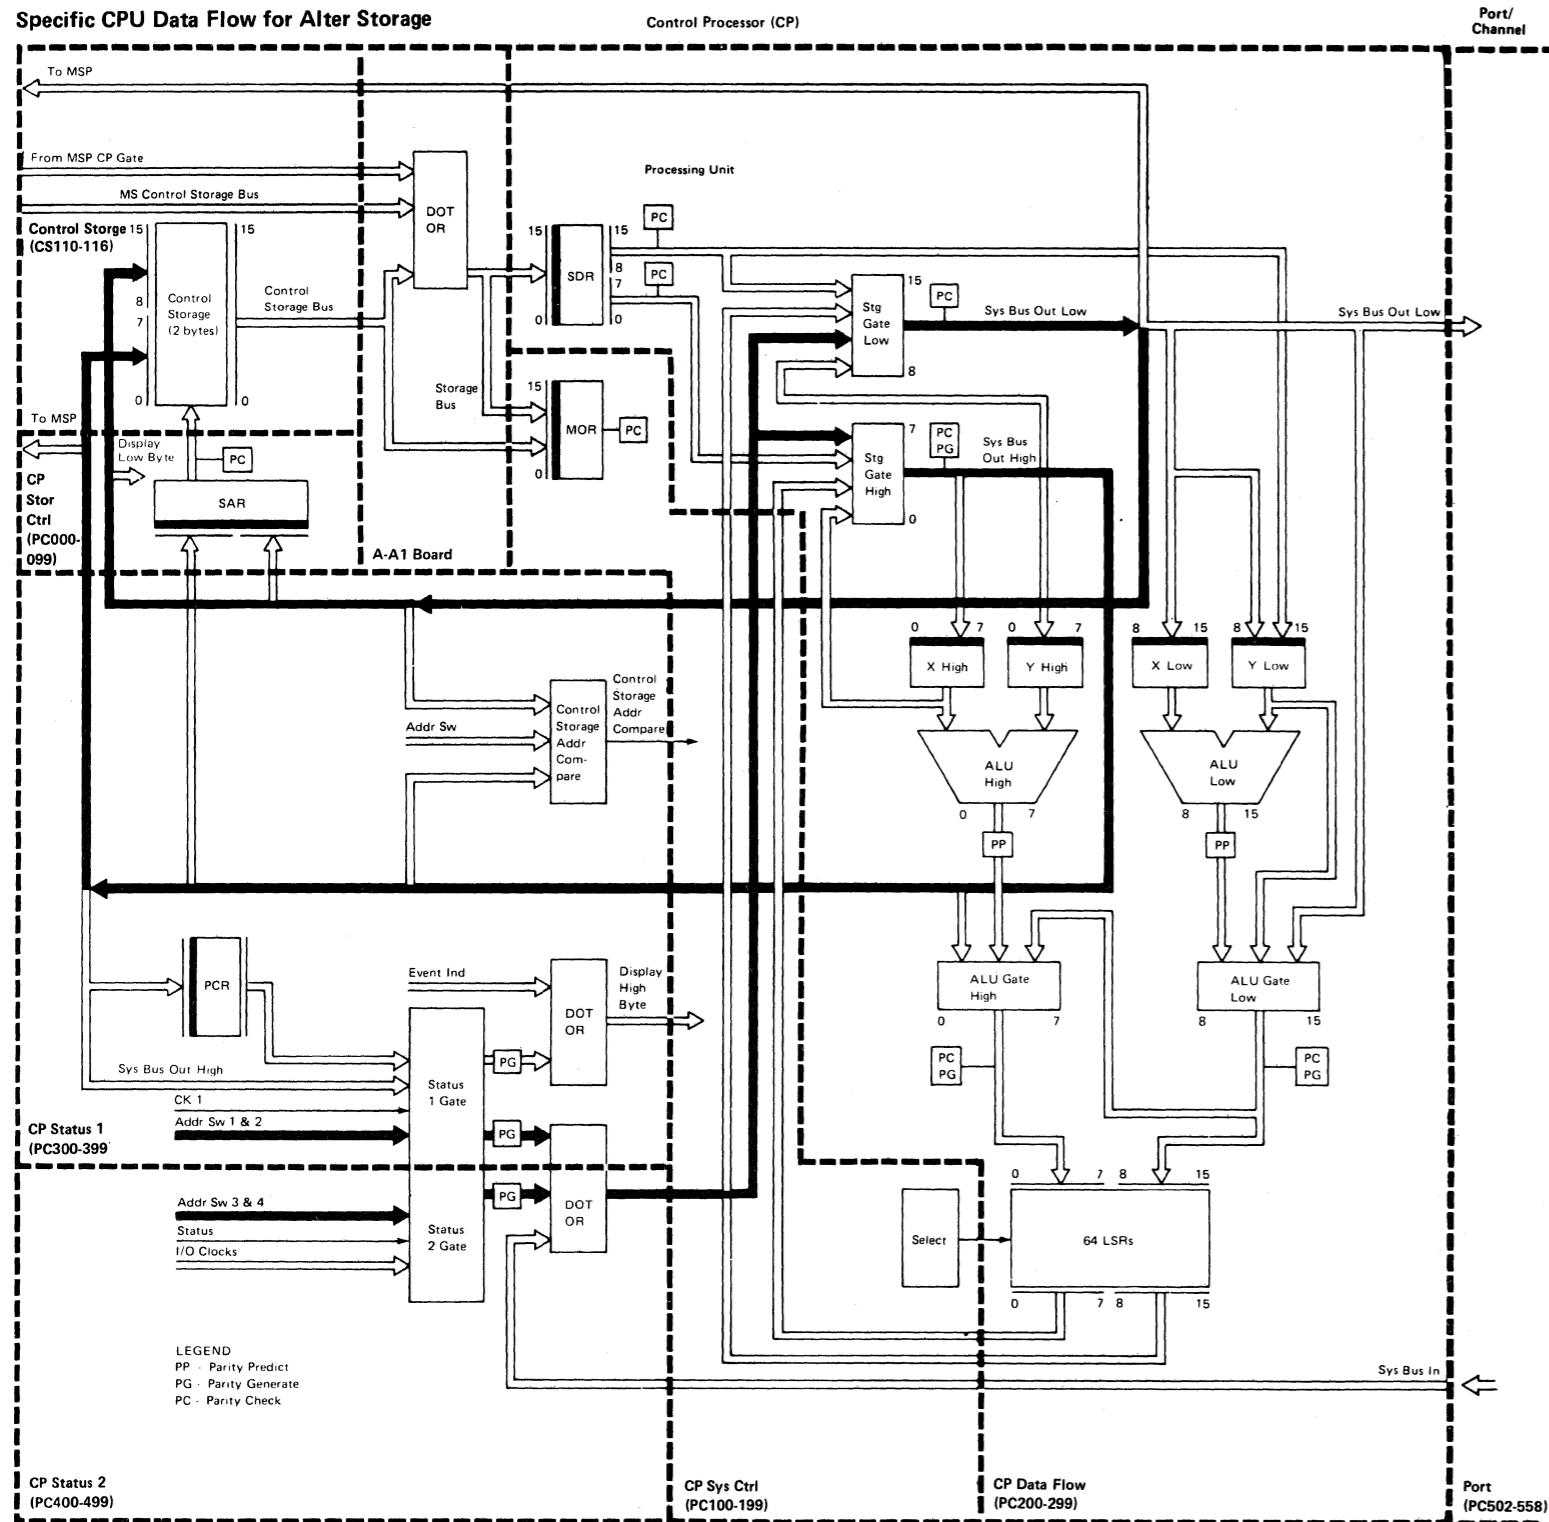 Specific CPU Data Flow for Alter Storage
Control Processor (CP)
Port/
Channel
To MSP
From MSP CP Gate
MS Control Storage Bus
Control Storge
(CS110-116)
15
15
8
7
0
0
Control
Storage
(2 bytes)
Control
Storage Bus
DOT
OR
Processing Unit
PC
PC
15
15
8
7
0
0
SDR
Storage
Bus
15
0
MOR
PC
Stg
Gate
Low
15
8
PC
Sys Bus Out Low
Sys Bus Out Low
Stg
Gate
High
7
0
PC
PG
Sys Bus
Out High
To MSP
Display
Low Byte
PC
SAR
CP
Stor
Ctrl
(PC000-
099)
A-A1 Board
0
7
0
7
8
15
8
15
X High
Y High
X Low
Y Low
Control
Storage
Addr
Com-
pare
Addr Sw
Control
Storage
Addr
Compare
ALU
High
0
7
PP
ALU
Low
8
15
PP
ALU Gate
High
0
7
ALU Gate
Low
8
15
PC
PG
PC
PG
PCR
Event Ind
DOT
OR
Display
High
Byte
Sys Bus Out High
CK 1
Addr Sw 1 & 2
Status
1 Gate
PG
PG
CP Status 1
(PC300-399
Addr Sw 3 & 4
Status
I/O Clocks
Status
2 Gate
PG
DOT
OR
0
7
8
15
Select
64 LSRs
0
7
8
15
LEGEND
PP - Parity Predict
PG - Parity Generate
PC - Parity Check
Sys Bus In
CP Status 2
(PC400-499)
CP Sys Ctrl
(PC100-199)
CP Data Flow
(PC200-299)
Port
(PC502-558)